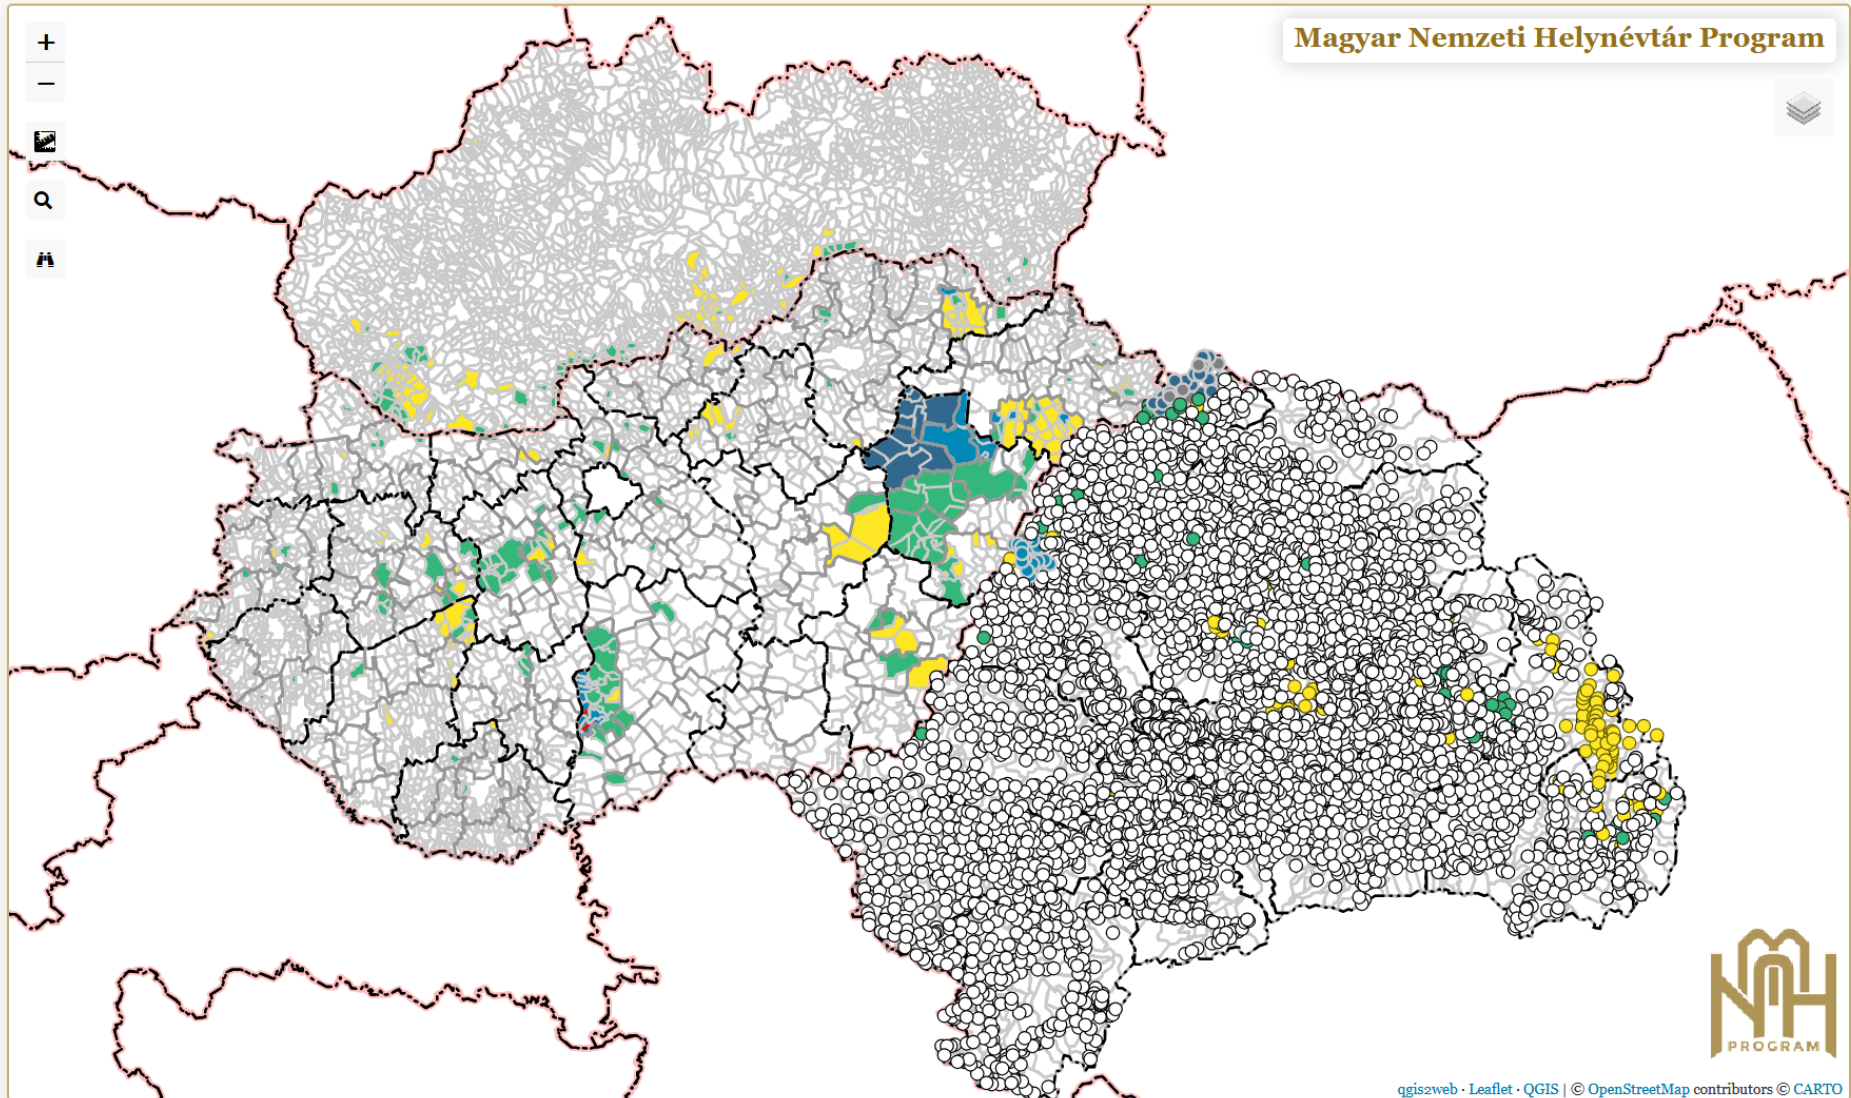 +
Magyar Nemzeti Helynévtár Program
−
PROGRAM
qgis2web · Leaflet · QGIS | © OpenStreetMap contributors © CARTO